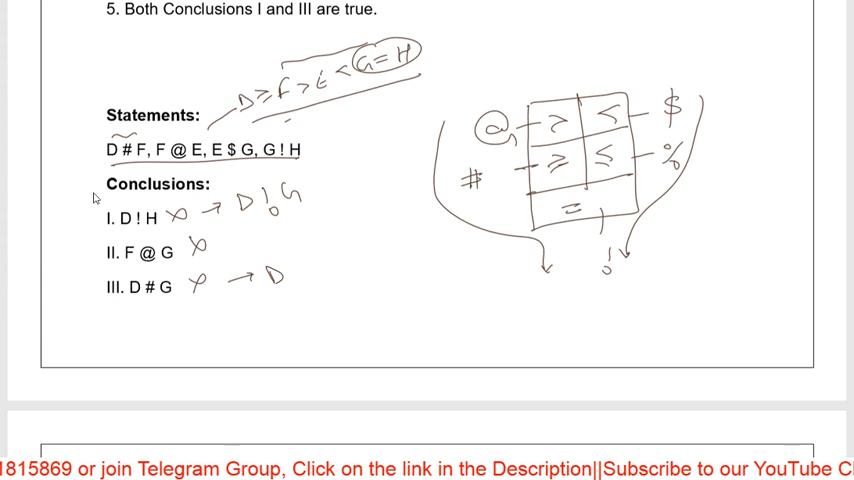 5. Both Conclusions I and III are true.
D ≥ F > E < G = H
Statements:
D # F, F @ E, E $ G, G ! H
Conclusions:
I. D ! H × → D ! G
II. F @ G ×
III. D # G × → D
@ > < $
# ≥ ≤ %
=
!
1815869 or join Telegram Group, Click on the link in the Description||Subscribe to our YouTube C